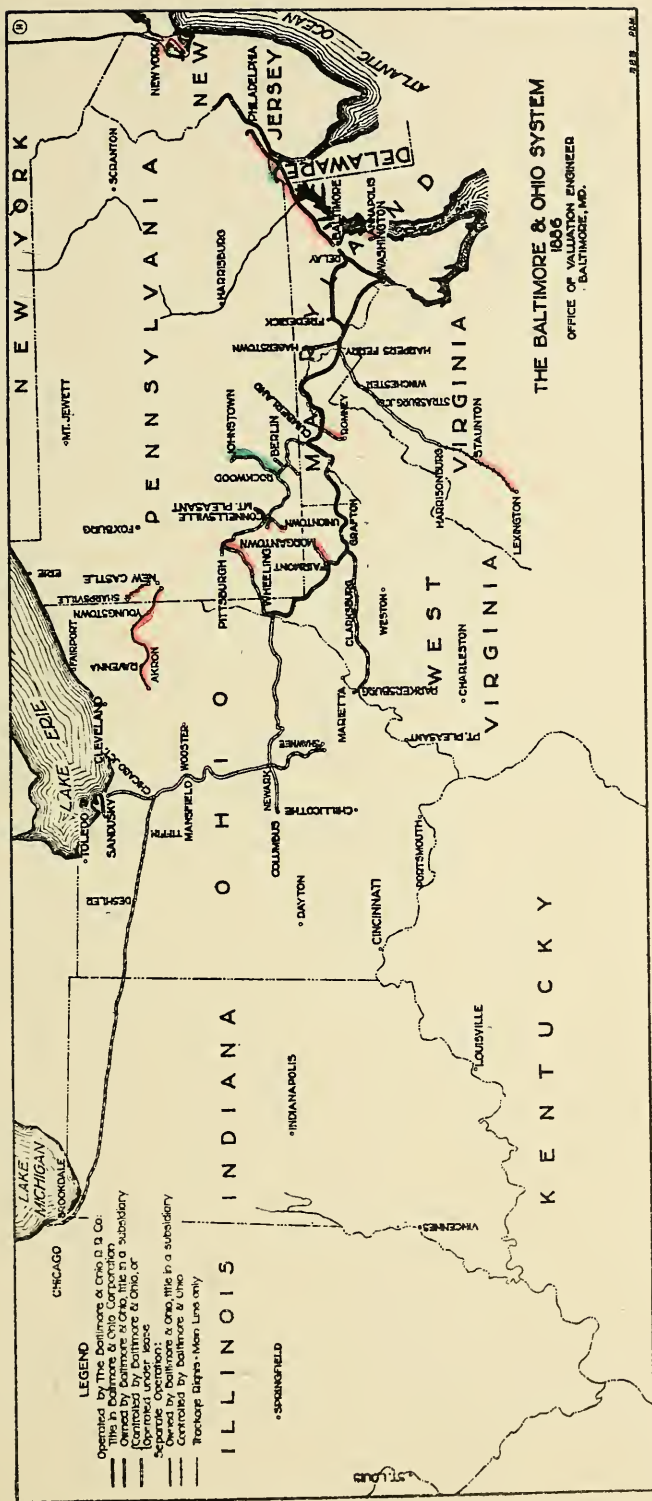 THE BALTIMORE & OHIO SYSTEM
1886
OFFICE OF VALUATION ENGINEER
BALTIMORE, MD.
LEGEND
Operated by The Baltimore & Ohio R R Co:
Title in Baltimore & Ohio Corporation
Owned by Baltimore & Ohio, title in a subsidiary
Controlled by Baltimore & Ohio, or
Operated under lease
Separate Operation:
Owned by Baltimore & Ohio, title in a subsidiary
Controlled by Baltimore & Ohio
Trackage Rights - Main Line only
CHICAGO
LAKE
MICHIGAN
BROOKDALE
ILLINOIS
SPRINGFIELD
ST. LOUIS
INDIANA
INDIANAPOLIS
VINCENNES
LOUISVILLE
KENTUCKY
LAKE ERIE
TOLEDO
SANDUSKY
CLEVELAND
FAIRPORT
ERIE
DESHLER
TIFFIN
CHICAGO JCT.
MANSFIELD
WOOSTER
OHIO
NEWARK
COLUMBUS
SHAWNEE
CHILLICOTHE
DAYTON
CINCINNATI
PORTSMOUTH
MARIETTA
RAVENNA
AKRON
YOUNGSTOWN
SHARPSVILLE
NEW CASTLE
NEW YORK
MT. JEWETT
FOXBURG
PENNSYLVANIA
PITTSBURGH
WHEELING
CONNELLSVILLE
MT. PLEASANT
UNIONTOWN
MORGANTOWN
FAIRMONT
GRAFTON
CLARKSBURG
WESTON
PARKERSBURG
PT. PLEASANT
CHARLESTON
WEST
VIRGINIA
JOHNSTOWN
ROCKWOOD
BERLIN
CUMBERLAND
ROMNEY
MARYLAND
HAGERSTOWN
FREDERICK
HARPERS FERRY
WINCHESTER
STRASBURG JCT.
HARRISONBURG
STAUNTON
LEXINGTON
VIRGINIA
RELAY
BALTIMORE
ANNAPOLIS
WASHINGTON
HARRISBURG
SCRANTON
NEW YORK
NEW
JERSEY
PHILADELPHIA
DELAWARE
ATLANTIC
OCEAN